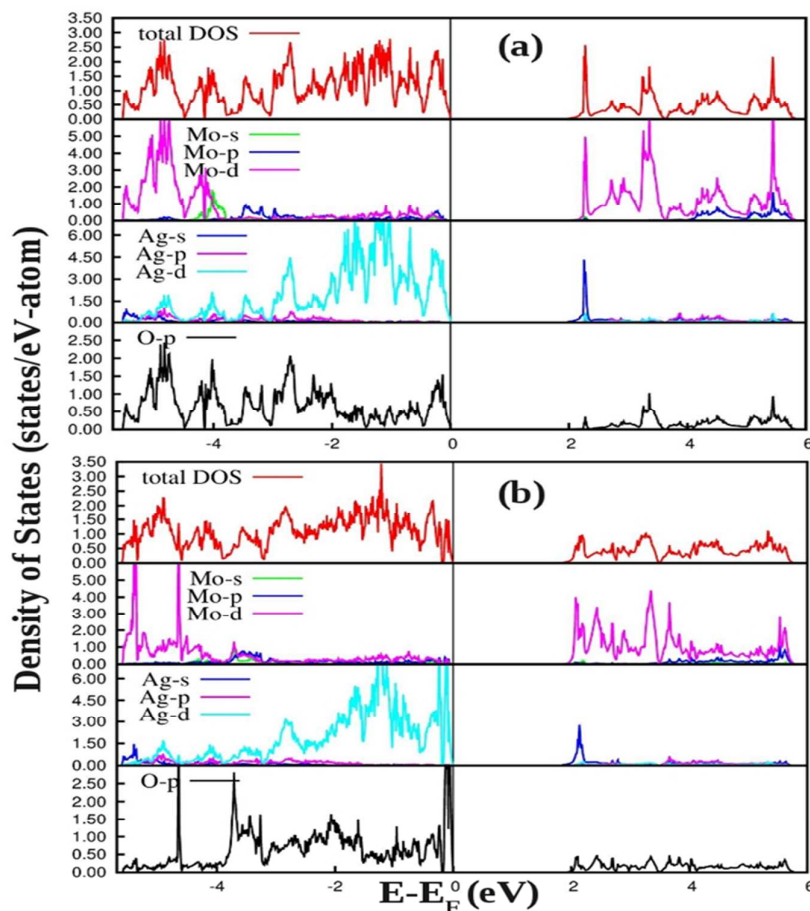 Density of States (states/eV-atom)
(a)
3.50
3.00
2.50
2.00
1.50
1.00
0.50
0.00
total DOS
5.00
4.00
3.00
2.00
1.00
0.00
Mo-s
Mo-p
Mo-d
6.00
4.50
3.00
1.50
0.00
Ag-s
Ag-p
Ag-d
2.50
2.00
1.50
1.00
0.50
0.00
O-p
-4 -2 0 2 4 6
(b)
3.50
3.00
2.50
2.00
1.50
1.00
0.50
0.00
total DOS
5.00
4.00
3.00
2.00
1.00
0.00
Mo-s
Mo-p
Mo-d
6.00
4.50
3.00
1.50
0.00
Ag-s
Ag-p
Ag-d
2.50
2.00
1.50
1.00
0.50
0.00
O-p
-4 -2 0 2 4 6
E-E_F (eV)